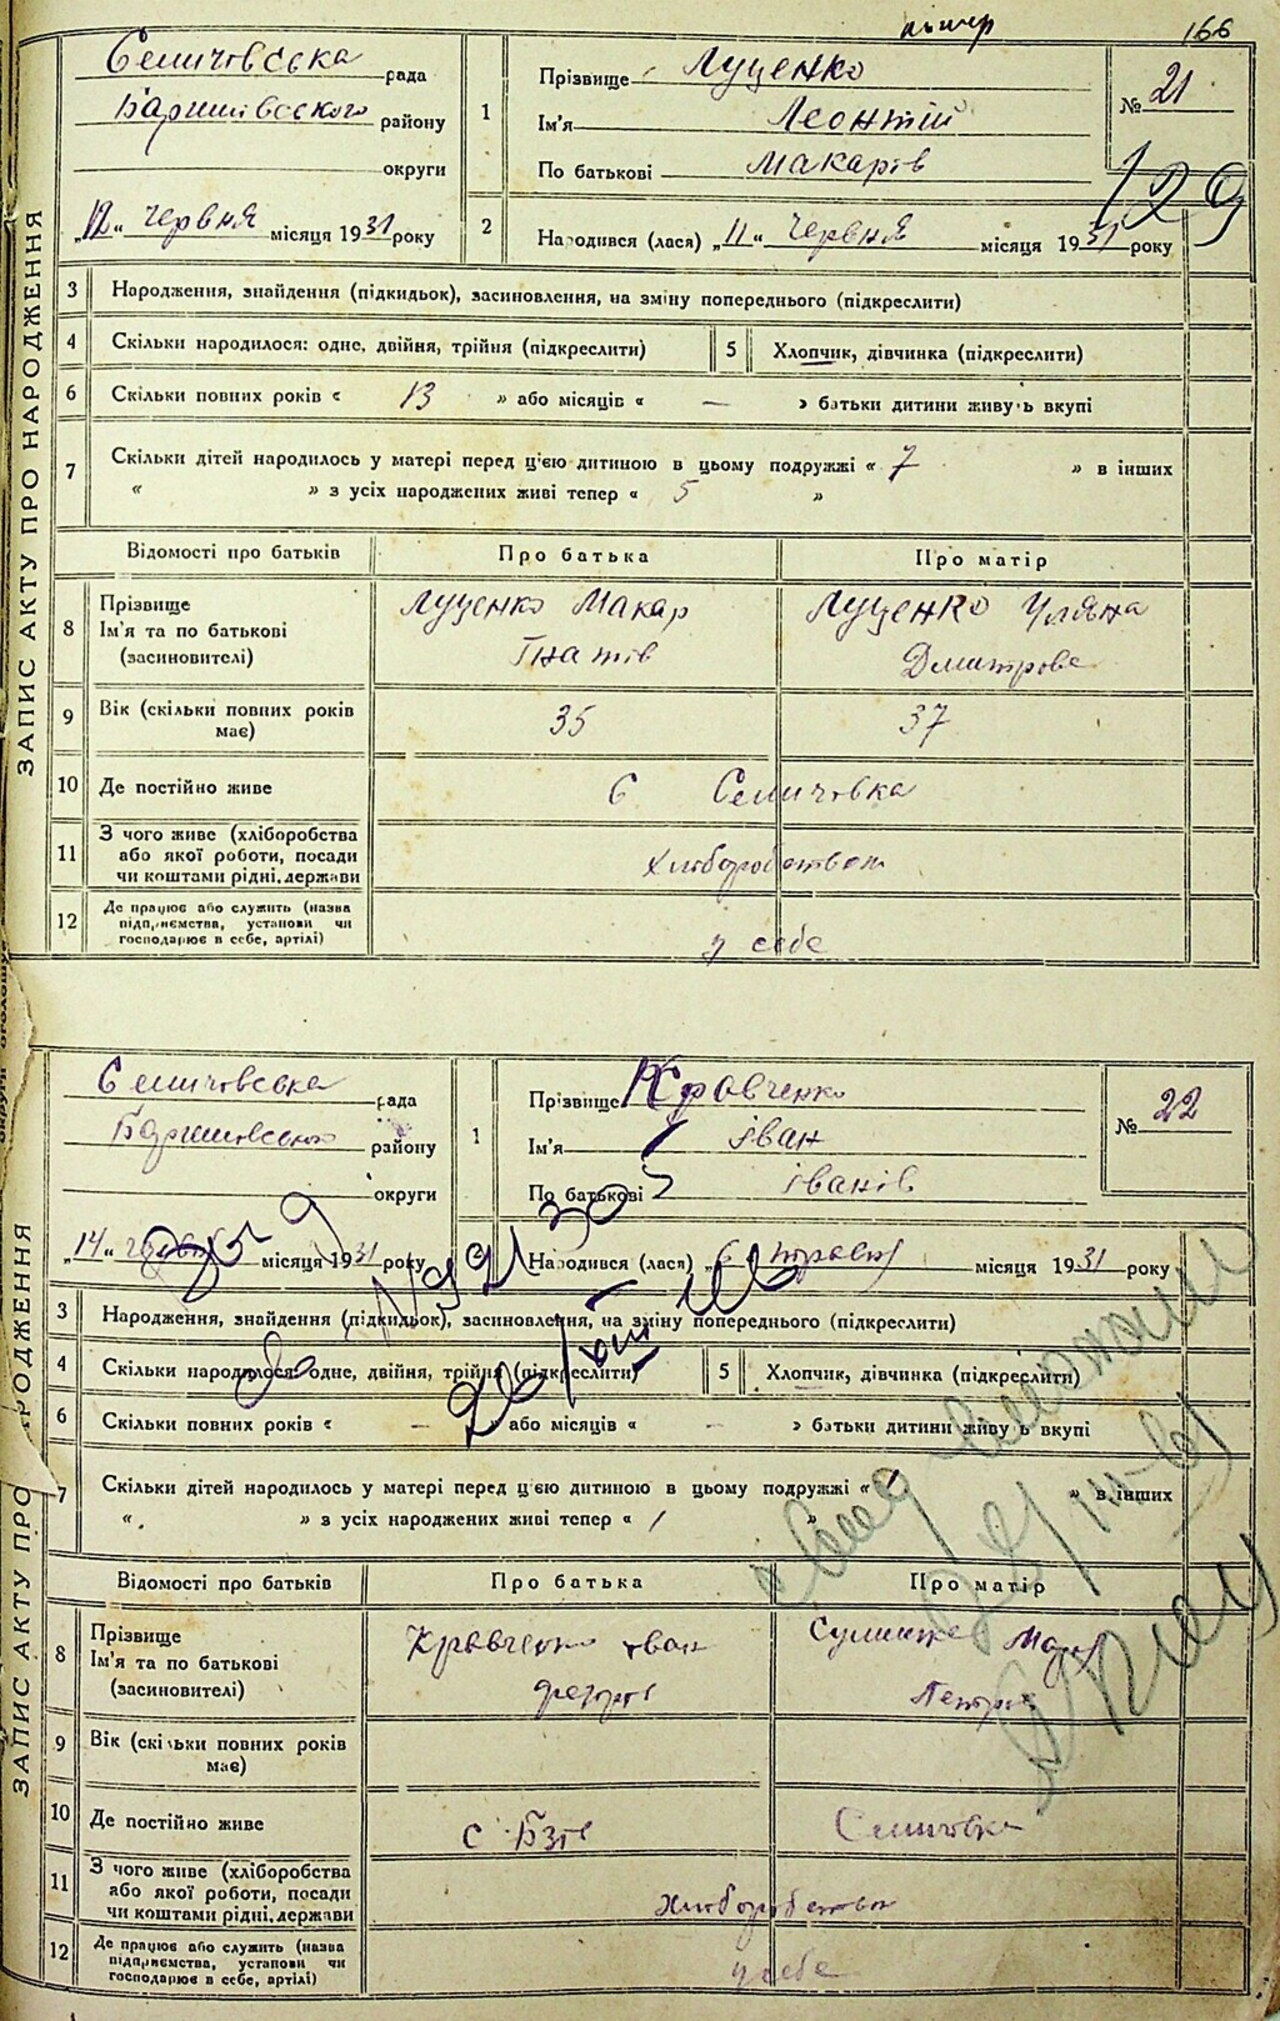 166
ЗАПИС АКТУ ПРО НАРОДЖЕННЯ
Селичовська рада
Баришівського району
округи
„12“ червня місяця 1931 року
1
Прізвище Луценко
Ім'я Леонтій
По батькові Макарів
№ 21
129
2
Народився (лася) „11“ червня місяця 1931 року
3 Народження, знайдення (підкидьок), засиновлення, на зміну попереднього (підкреслити)
4 Скільки народилося: одне, двійня, трійня (підкреслити)
5 Хлопчик, дівчинка (підкреслити)
6 Скільки повних років « 13 » або місяців « — » батьки дитини живуть вкупі
7 Скільки дітей народилось у матері перед ц'єю дитиною в цьому подружжі « 7 » в інших
« » з усіх народжених живі тепер « 5 »
Відомості про батьків Про батька Про матір
8 Прізвище
Ім'я та по батькові
(засиновителі)
Луценко Макар
Гнатів
Луценко Уляна
Дмитрова
9 Вік (скільки повних років
має)
35 37
10 Де постійно живе с Селичовка
11 З чого живе (хліборобства
або якої роботи, посади
чи коштами рідні, держави
Хліборобством
12 Де працює або служить (назва
підприємства, установи чи
господарює в себе, артілі)
у себе
ЗАПИС АКТУ ПРО НАРОДЖЕННЯ
Селичовська рада
Баришівського району
округи
„14“ червня місяця 1931 року
1
Прізвище Кравченко
Ім'я іван
По батькові іванів
№ 22
2 Народився (лася) „6 травня місяця 1931 року
3 Народження, знайдення (підкидьок), засиновлення, на зміну попереднього (підкреслити)
4 Скільки народилося: одне, двійня, трійня (підкреслити)
5 Хлопчик, дівчинка (підкреслити)
6 Скільки повних років « — » або місяців « — » батьки дитини живуть вкупі
7 Скільки дітей народилось у матері перед ц'єю дитиною в цьому подружжі « 1 » в інших
« » з усіх народжених живі тепер « 1 »
Відомості про батьків Про батька Про матір
8 Прізвище
Ім'я та по батькові
(засиновителі)
Кравченко іван
федорів
9 Вік (скільки повних років
має)
10 Де постійно живе с. Бзів Селичовка
11 З чого живе (хліборобства
або якої роботи, посади
чи коштами рідні, держави
Хліборобством
12 Де працює або служить (назва
підприємства, установи чи
господарює в себе, артілі)
у себе